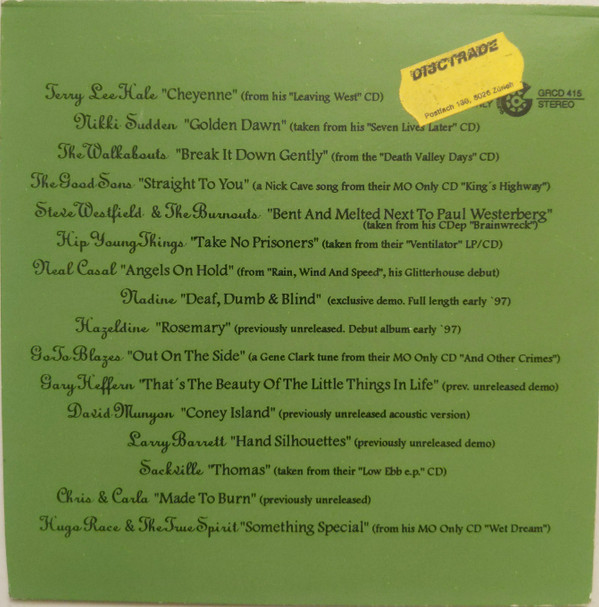 DISCTRADE
Postfach 199, 8026 Zürich
GRCD 415
STEREO
Terry Lee Hale "Cheyenne" (from his "Leaving West" CD)
Nikki Sudden "Golden Dawn" (taken from his "Seven Lives Later" CD)
The Walkabouts "Break It Down Gently" (from the "Death Valley Days" CD)
The Good Sons "Straight To You" (a Nick Cave song from their MO Only CD "King´s Highway")
Steve Westfield & The Burnouts "Bent And Melted Next To Paul Westerberg"
(taken from his CDep "Brainwreck")
Hip Young Things "Take No Prisoners" (taken from their "Ventilator" LP/CD)
Neal Casal "Angels On Hold" (from "Rain, Wind And Speed", his Glitterhouse debut)
Nadine "Deaf, Dumb & Blind" (exclusive demo. Full length early ´97)
Hazeldine "Rosemary" (previously unreleased. Debut album early ´97)
Go To Blazes "Out On The Side" (a Gene Clark tune from their MO Only CD "And Other Crimes")
Gary Heffern "That´s The Beauty Of The Little Things In Life" (prev. unreleased demo)
David Munyon "Coney Island" (previously unreleased acoustic version)
Larry Barrett "Hand Silhouettes" (previously unreleased demo)
Sackville "Thomas" (taken from their "Low Ebb e.p." CD)
Chris & Carla "Made To Burn" (previously unreleased)
Hugo Race & The True Spirit "Something Special" (from his MO Only CD "Wet Dream")